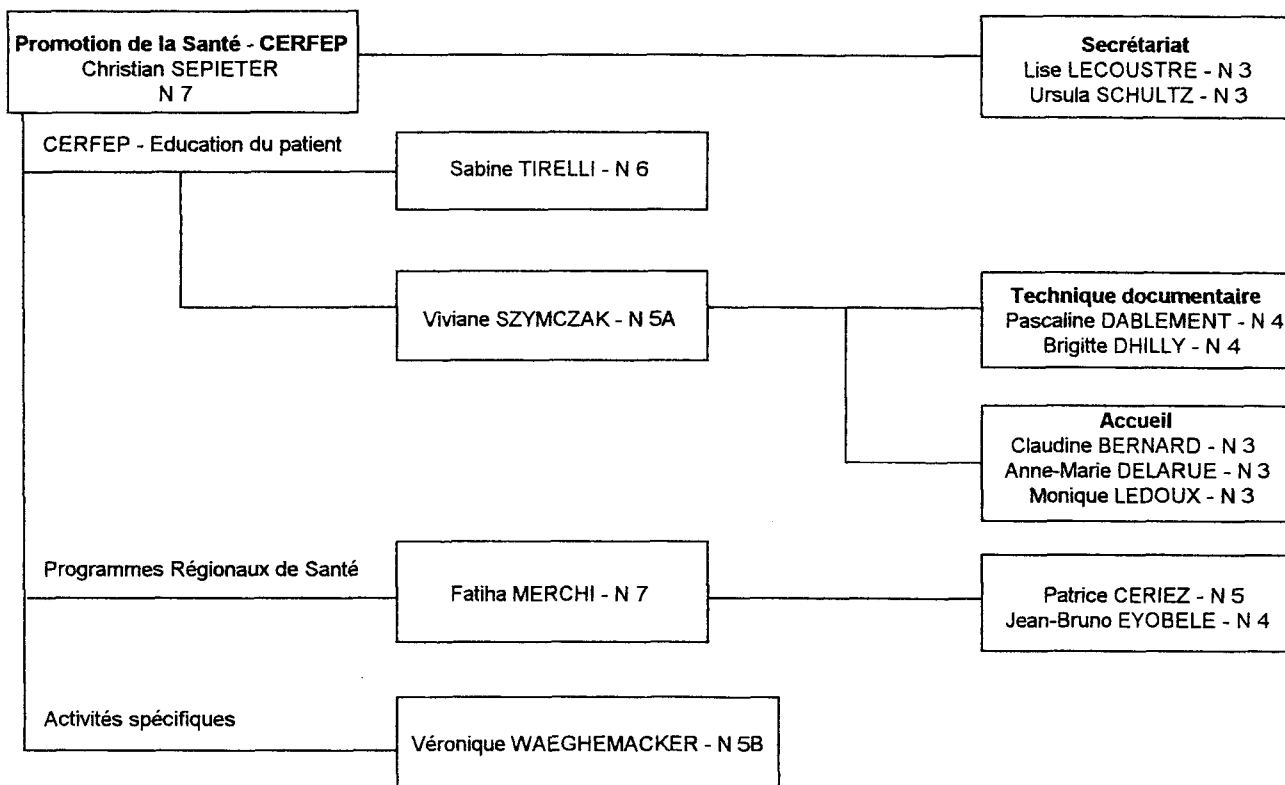 Promotion de la Santé - CERFEP
Christian SEPIETER
N 7
Secrétariat
Lise LECOUSTRE - N 3
Ursula SCHULTZ - N 3
CERFEP - Education du patient
Sabine TIRELLI - N 6
Viviane SZYMCZAK - N 5A
Technique documentaire
Pascaline DABLEMENT - N 4
Brigitte DHILLY - N 4
Accueil
Claudine BERNARD - N 3
Anne-Marie DELARUE - N 3
Monique LEDOUX - N 3
Programmes Régionaux de Santé
Fatiha MERCHI - N 7
Patrice CERIEZ - N 5
Jean-Bruno EYOBELE - N 4
Activités spécifiques
Véronique WAEGHEMACKER - N 5B